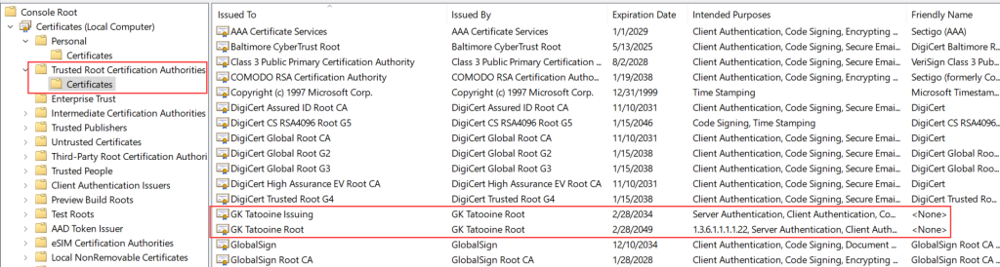 Console Root
Certificates (Local Computer)
Personal
Certificates
Trusted Root Certification Authorities
Certificates
Enterprise Trust
Intermediate Certification Authorities
Trusted Publishers
Untrusted Certificates
Third-Party Root Certification Authori
Trusted People
Client Authentication Issuers
Preview Build Roots
Test Roots
AAD Token Issuer
eSIM Certification Authorities
Local NonRemovable Certificates
Issued To Issued By Expiration Date Intended Purposes Friendly Name
AAA Certificate Services AAA Certificate Services 1/1/2029 Client Authentication, Code Signing, Encrypting ... Sectigo (AAA)
Baltimore CyberTrust Root Baltimore CyberTrust Root 5/13/2025 Client Authentication, Code Signing, Secure Emai... DigiCert Baltimore R...
Class 3 Public Primary Certification Authority Class 3 Public Primary Certificatio... 8/2/2028 Client Authentication, Code Signing, Secure Emai... VeriSign Class 3 Pub...
COMODO RSA Certification Authority COMODO RSA Certification Author... 1/19/2038 Client Authentication, Code Signing, Encrypting ... Sectigo (formerly Co...
Copyright (c) 1997 Microsoft Corp. Copyright (c) 1997 Microsoft Corp. 12/31/1999 Time Stamping Microsoft Timestam...
DigiCert Assured ID Root CA DigiCert Assured ID Root CA 11/10/2031 Client Authentication, Code Signing, Secure Emai... DigiCert
DigiCert CS RSA4096 Root G5 DigiCert CS RSA4096 Root G5 1/15/2046 Code Signing, Time Stamping DigiCert CS RSA409...
DigiCert Global Root CA DigiCert Global Root CA 11/10/2031 Client Authentication, Code Signing, Secure Emai... DigiCert
DigiCert Global Root G2 DigiCert Global Root G2 1/15/2038 Client Authentication, Code Signing, Secure Emai... DigiCert Global Roo...
DigiCert Global Root G3 DigiCert Global Root G3 1/15/2038 Client Authentication, Code Signing, Secure Emai... DigiCert Global Roo...
DigiCert High Assurance EV Root CA DigiCert High Assurance EV Root ... 11/10/2031 Client Authentication, Code Signing, Secure Emai... DigiCert
DigiCert Trusted Root G4 DigiCert Trusted Root G4 1/15/2038 Client Authentication, Code Signing, Secure Emai... DigiCert Trusted Ro...
GK Tatooine Issuing GK Tatooine Root 2/28/2034 Server Authentication, Client Authentication, Co... <None>
GK Tatooine Root GK Tatooine Root 2/28/2049 1.3.6.1.1.1.1.22, Server Authentication, Client Auth... <None>
GlobalSign GlobalSign 12/10/2034 Client Authentication, Code Signing, Document ... GlobalSign Root CA ...
GlobalSign Root CA GlobalSign Root CA 1/28/2028 Client Authentication, Code Signing, Encrypting ... GlobalSign Root CA ...